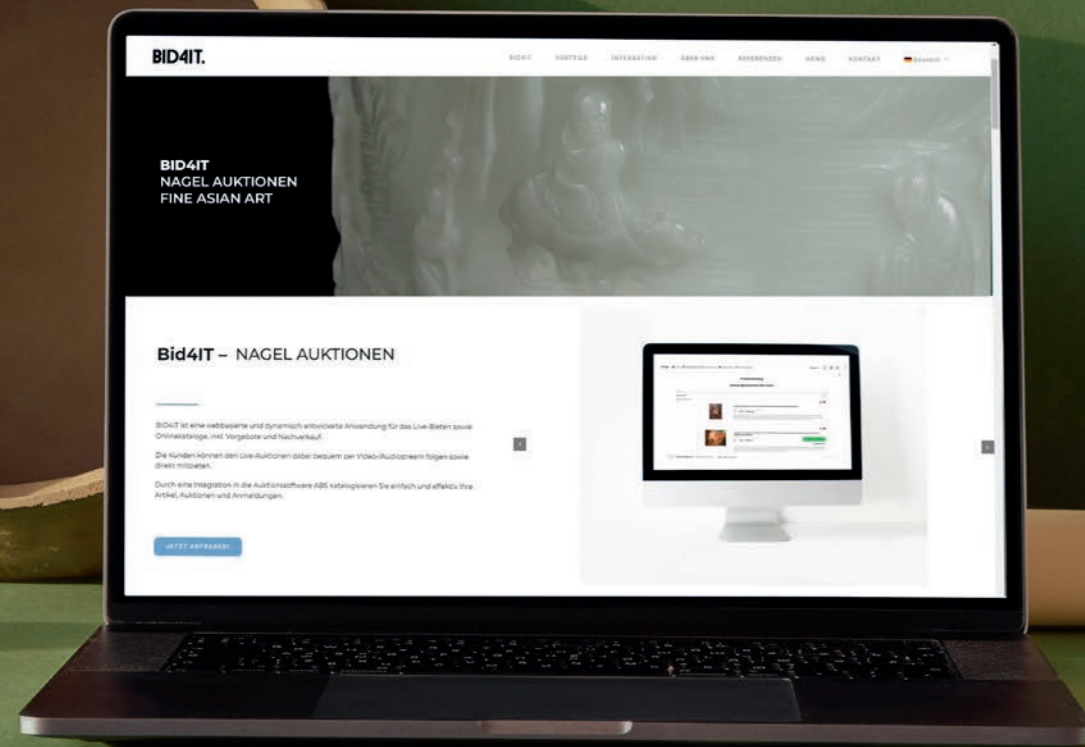 BID4IT.
BID4IT VORTEILE INTEGRATION ÜBER UNS REFERENZEN NEWS KONTAKT Deutsch
BID4IT
NAGEL AUKTIONEN
FINE ASIAN ART
Bid4IT – NAGEL AUKTIONEN
BID4IT ist eine webbasierte und dynamisch entwickelte Anwendung für das Live-Bieten sowie
Onlinekataloge, inkl. Vorgebote und Nachverkauf.
Die Kunden können den Live-Auktionen dabei bequem per Video-/Audiostream folgen sowie
direkt mitbieten.
Durch eine Integration in die Auktionssoftware ABS katalogisieren Sie einfach und effektiv Ihre
Artikel, Auktionen und Anmeldungen.
JETZT ANFRAGEN!